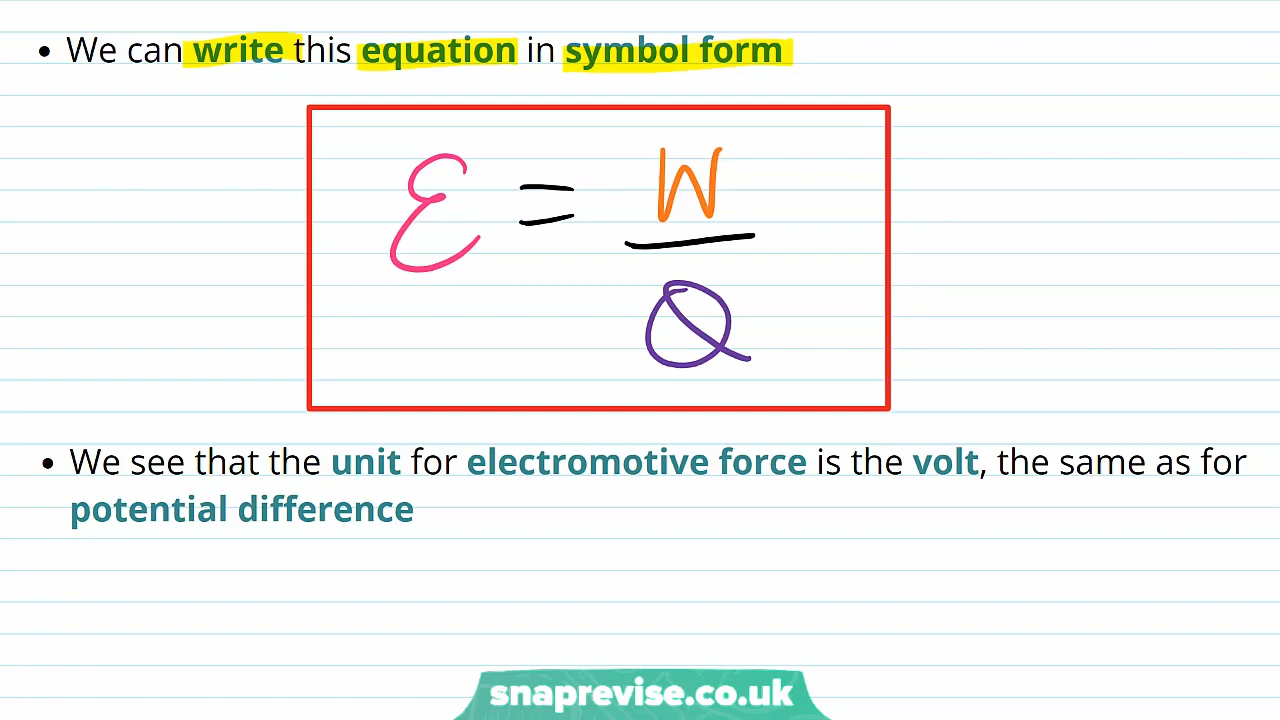 • We can write this equation in symbol form
ℰ = W
Q
• We see that the unit for electromotive force is the volt, the same as for
potential difference
snaprevise.co.uk